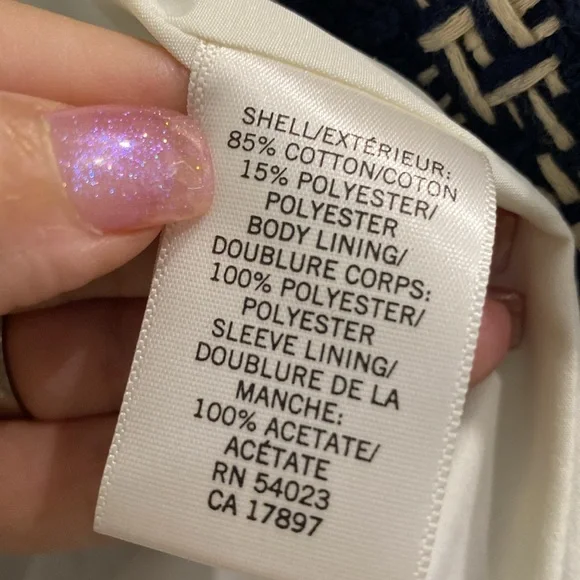 SHELL/EXTÉRIEUR:
85% COTTON/COTON
15% POLYESTER/
POLYESTER
BODY LINING/
DOUBLURE CORPS:
100% POLYESTER/
POLYESTER
SLEEVE LINING/
DOUBLURE DE LA
MANCHE:
100% ACETATE/
ACÉTATE
RN 54023
CA 17897